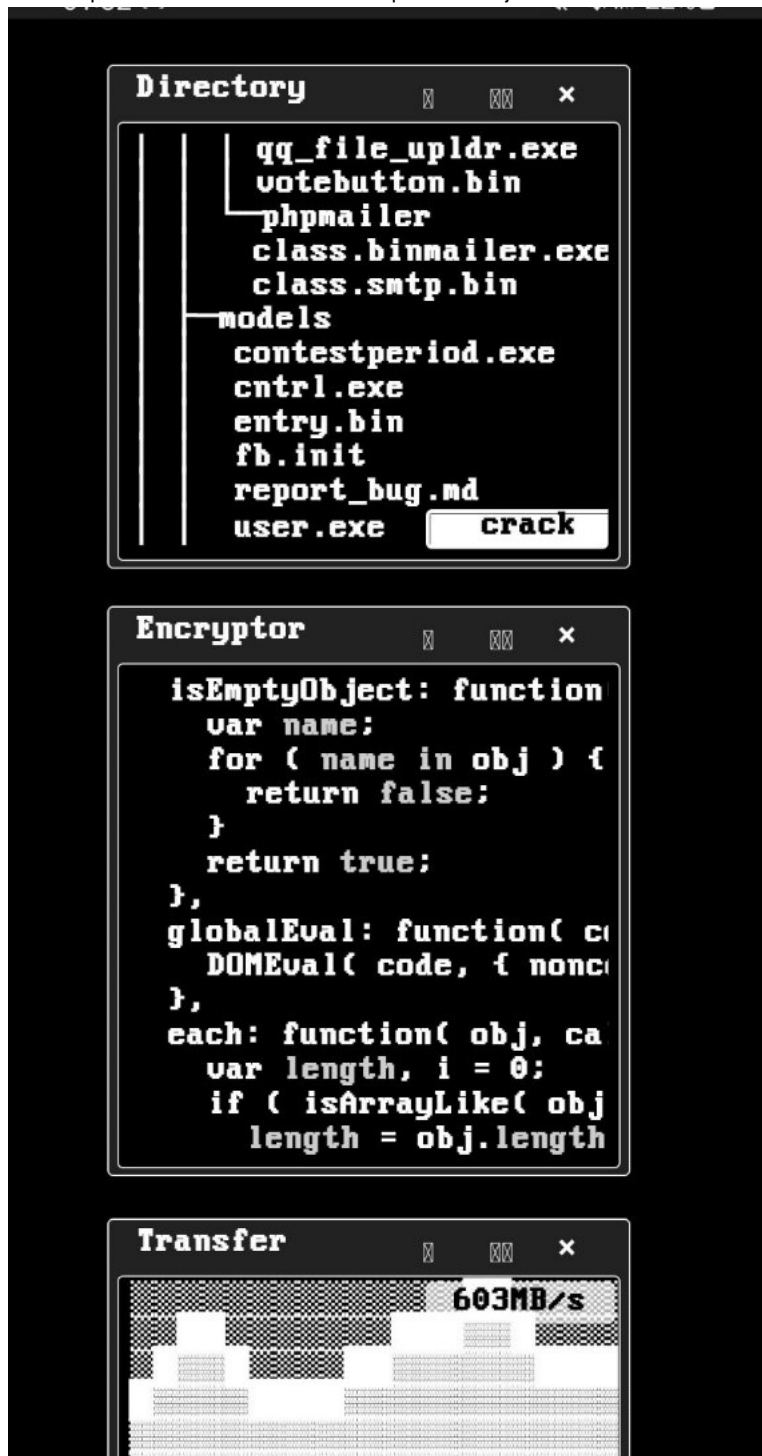 Directory
×
qq_file_upldr.exe
votebutton.bin
phpmailer
class.binmailer.exe
class.smtp.bin
models
contestperiod.exe
cntrl.exe
entry.bin
fb.init
report_bug.md
user.exe
crack
Encryptor
×
isEmptyObject: function
var name;
for ( name in obj ) {
return false;
}
return true;
},
globalEval: function( c
DOMEval( code, { nonc
},
each: function( obj, ca
var length, i = 0;
if ( isArrayLike( obj
length = obj.length
Transfer
×
603MB/s